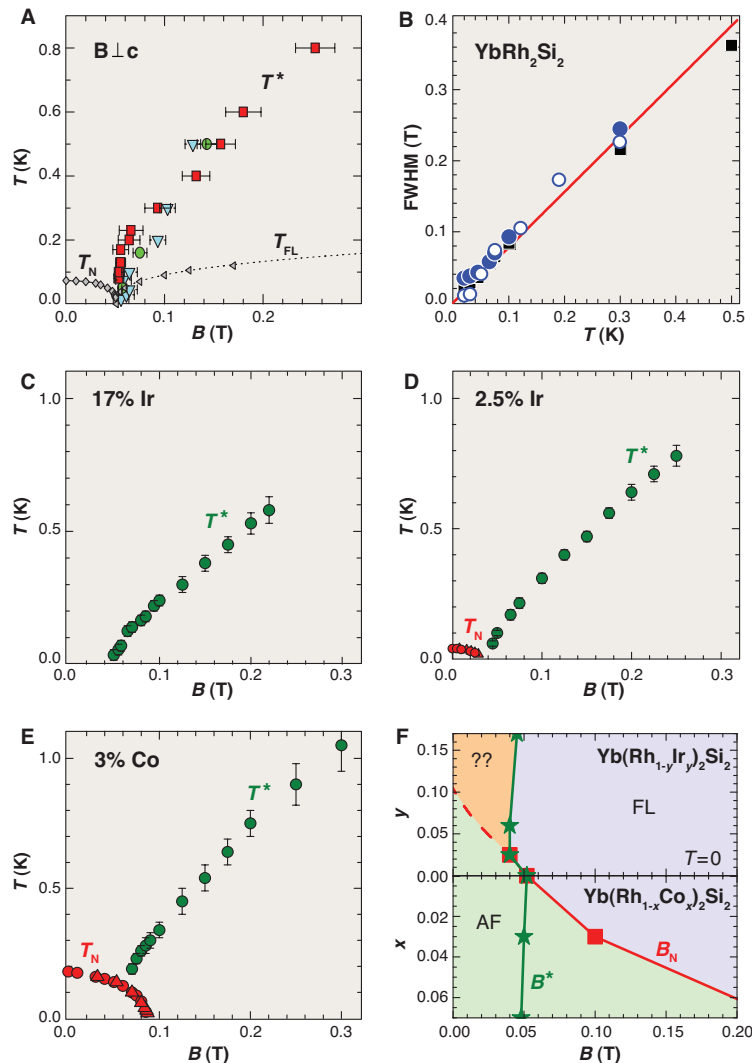 A
B⊥c
T*
T_N
T_FL
T (K)
0.8
0.6
0.4
0.2
0.0
0.0
0.2
B (T)
B
YbRh₂Si₂
FWHM (T)
0.4
0.2
0.0
0.0
0.1
0.2
0.3
0.4
0.5
T (K)
C
17% Ir
T*
T (K)
1.0
0.5
0.0
0.0
0.1
0.2
0.3
B (T)
D
2.5% Ir
T*
T_N
T (K)
1.0
0.5
0.0
0.0
0.1
0.2
0.3
B (T)
E
3% Co
T*
T_N
T (K)
1.0
0.5
0.0
0.0
0.1
0.2
0.3
B (T)
F
??
Yb(Rh₁₋yIry)₂Si₂
FL
T=0
y
0.15
0.10
0.05
0.00
Yb(Rh₁₋ₓCoₓ)₂Si₂
AF
B_N
B*
x
0.02
0.04
0.06
0.00
0.05
0.10
0.15
0.20
B (T)